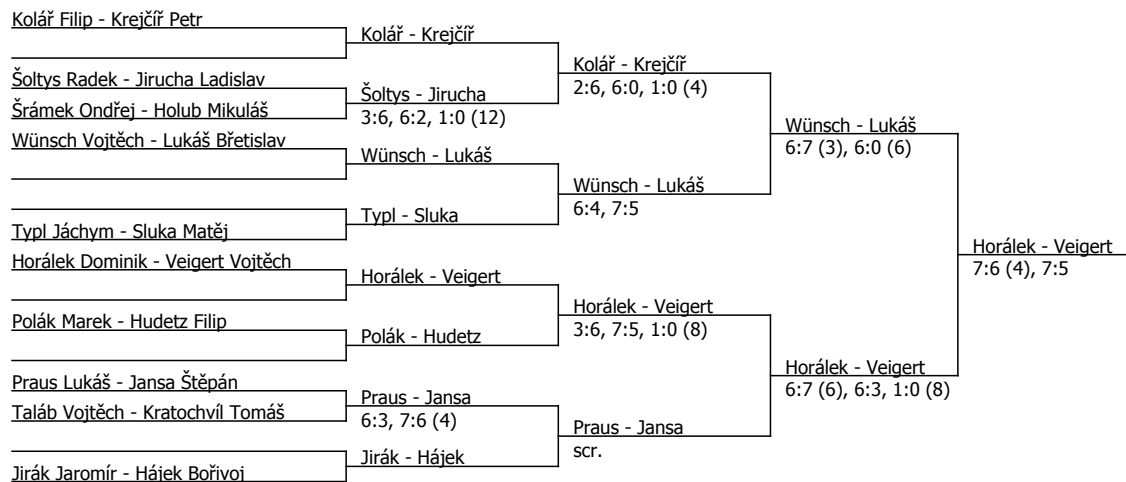 Kolář Filip - Krejčíř Petr
Šoltys Radek - Jirucha Ladislav
Šrámek Ondřej - Holub Mikuláš
Wünsch Vojtěch - Lukáš Břetislav
Typl Jáchym - Sluka Matěj
Horálek Dominik - Veigert Vojtěch
Polák Marek - Hudetz Filip
Praus Lukáš - Jansa Štěpán
Taláb Vojtěch - Kratochvíl Tomáš
Jirák Jaromír - Hájek Bořivoj
Kolář - Krejčíř
Šoltys - Jirucha
3:6, 6:2, 1:0 (12)
Wünsch - Lukáš
Typl - Sluka
Horálek - Veigert
Polák - Hudetz
Praus - Jansa
6:3, 7:6 (4)
Jirák - Hájek
Kolář - Krejčíř
2:6, 6:0, 1:0 (4)
Wünsch - Lukáš
6:4, 7:5
Horálek - Veigert
3:6, 7:5, 1:0 (8)
Praus - Jansa
scr.
Wünsch - Lukáš
6:7 (3), 6:0 (6)
Horálek - Veigert
6:7 (6), 6:3, 1:0 (8)
Horálek - Veigert
7:6 (4), 7:5